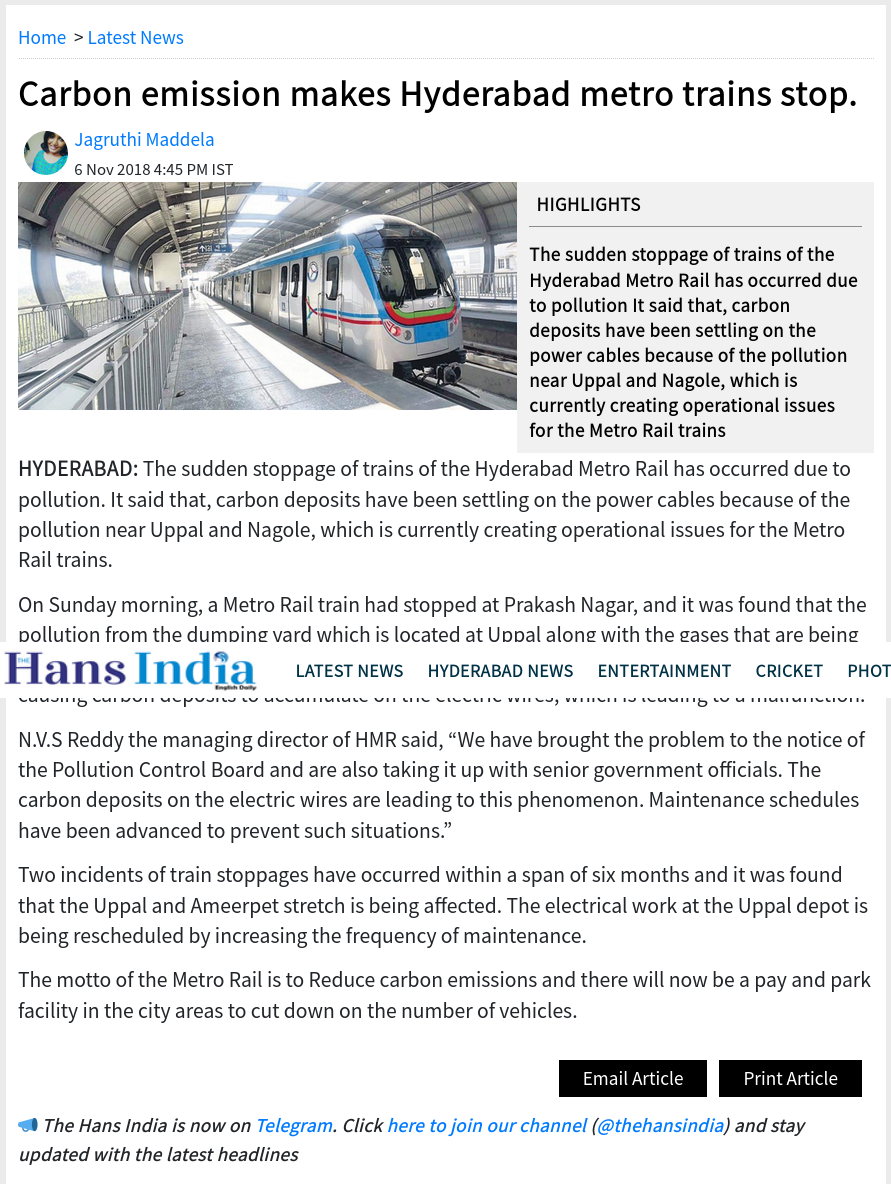 Home > Latest News
Carbon emission makes Hyderabad metro trains stop.
Jagruthi Maddela
6 Nov 2018 4:45 PM IST
HIGHLIGHTS
The sudden stoppage of trains of the
Hyderabad Metro Rail has occurred due
to pollution It said that, carbon
deposits have been settling on the
power cables because of the pollution
near Uppal and Nagole, which is
currently creating operational issues
for the Metro Rail trains
HYDERABAD: The sudden stoppage of trains of the Hyderabad Metro Rail has occurred due to
pollution. It said that, carbon deposits have been settling on the power cables because of the
pollution near Uppal and Nagole, which is currently creating operational issues for the Metro
Rail trains.
On Sunday morning, a Metro Rail train had stopped at Prakash Nagar, and it was found that the
pollution from the dumping yard which is located at Uppal along with the gases that are being
THE Hans India English Daily LATEST NEWS HYDERABAD NEWS ENTERTAINMENT CRICKET PHOT
causing carbon deposits to accumulate on the electric wires, which is leading to a malfunction.
N.V.S Reddy the managing director of HMR said, “We have brought the problem to the notice of
the Pollution Control Board and are also taking it up with senior government officials. The
carbon deposits on the electric wires are leading to this phenomenon. Maintenance schedules
have been advanced to prevent such situations.”
Two incidents of train stoppages have occurred within a span of six months and it was found
that the Uppal and Ameerpet stretch is being affected. The electrical work at the Uppal depot is
being rescheduled by increasing the frequency of maintenance.
The motto of the Metro Rail is to Reduce carbon emissions and there will now be a pay and park
facility in the city areas to cut down on the number of vehicles.
Email Article Print Article
The Hans India is now on Telegram. Click here to join our channel (@thehansindia) and stay
updated with the latest headlines